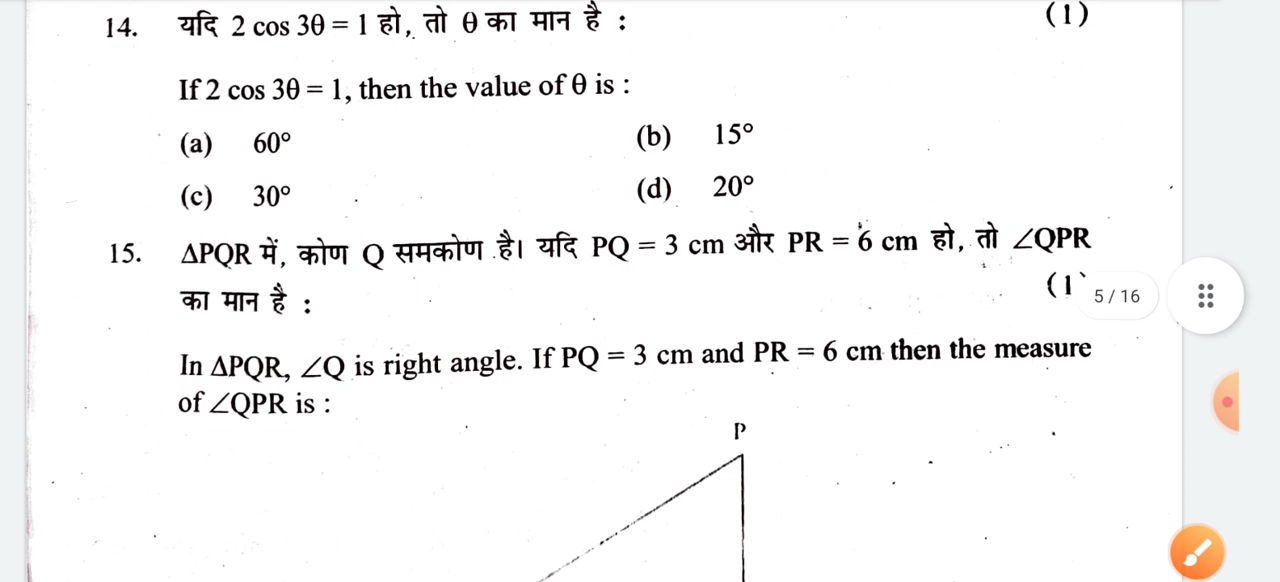 14. यदि 2 cos 3θ = 1 हो, तो θ का मान है : (1)
If 2 cos 3θ = 1, then the value of θ is :
(a) 60° (b) 15°
(c) 30° (d) 20°
15. ΔPQR में, कोण Q समकोण है। यदि PQ = 3 cm और PR = 6 cm हो, तो ∠QPR
का मान है : (1
5 / 16
In ΔPQR, ∠Q is right angle. If PQ = 3 cm and PR = 6 cm then the measure
of ∠QPR is :
P